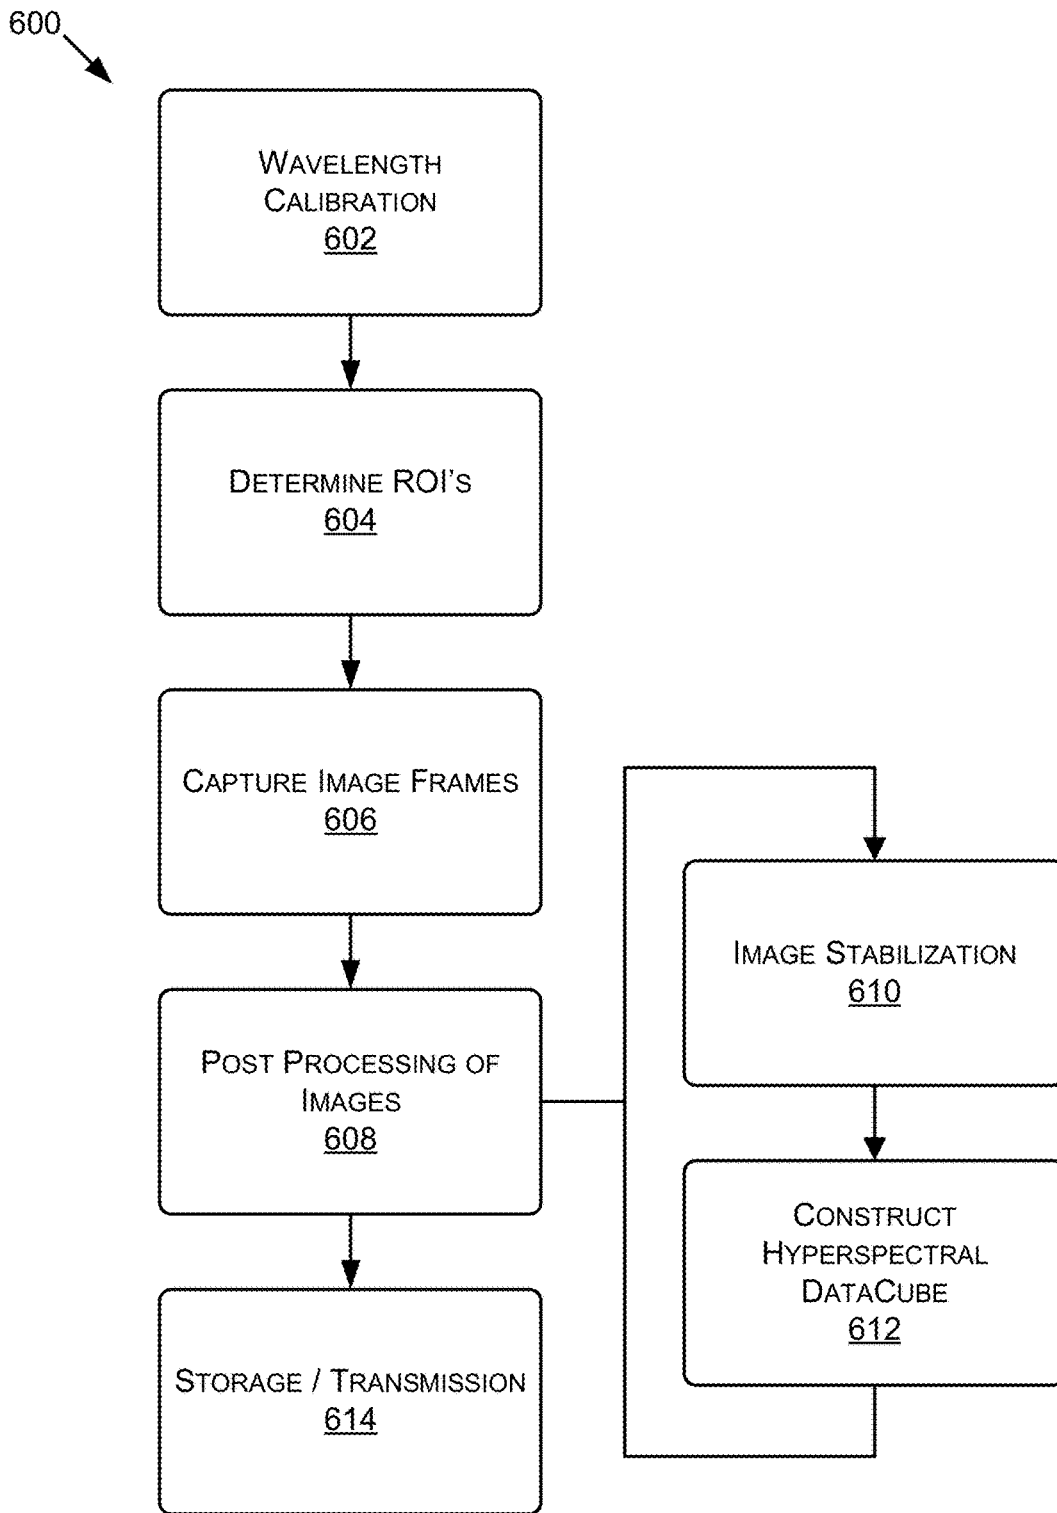 600
WAVELENGTH
CALIBRATION
602
DETERMINE ROI'S
604
CAPTURE IMAGE FRAMES
606
POST PROCESSING OF
IMAGES
608
IMAGE STABILIZATION
610
CONSTRUCT
HYPERSPECTRAL
DATACUBE
612
STORAGE / TRANSMISSION
614